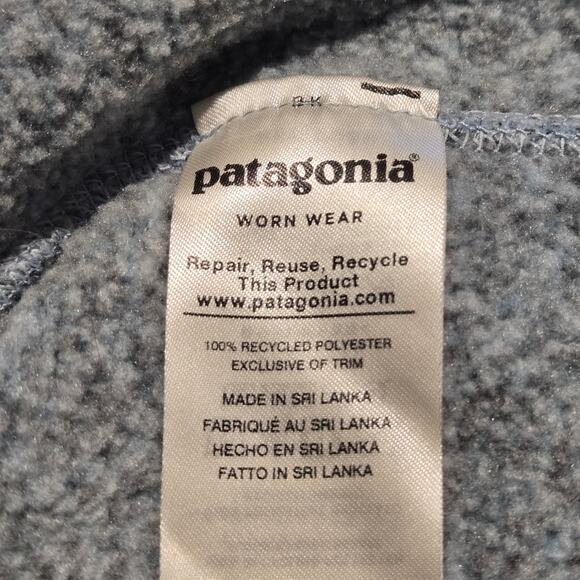 patagonia®
WORN WEAR
Repair, Reuse, Recycle
This Product
www.patagonia.com
100% RECYCLED POLYESTER
EXCLUSIVE OF TRIM
MADE IN SRI LANKA
FABRIQUÉ AU SRI LANKA
HECHO EN SRI LANKA
FATTO IN SRI LANKA